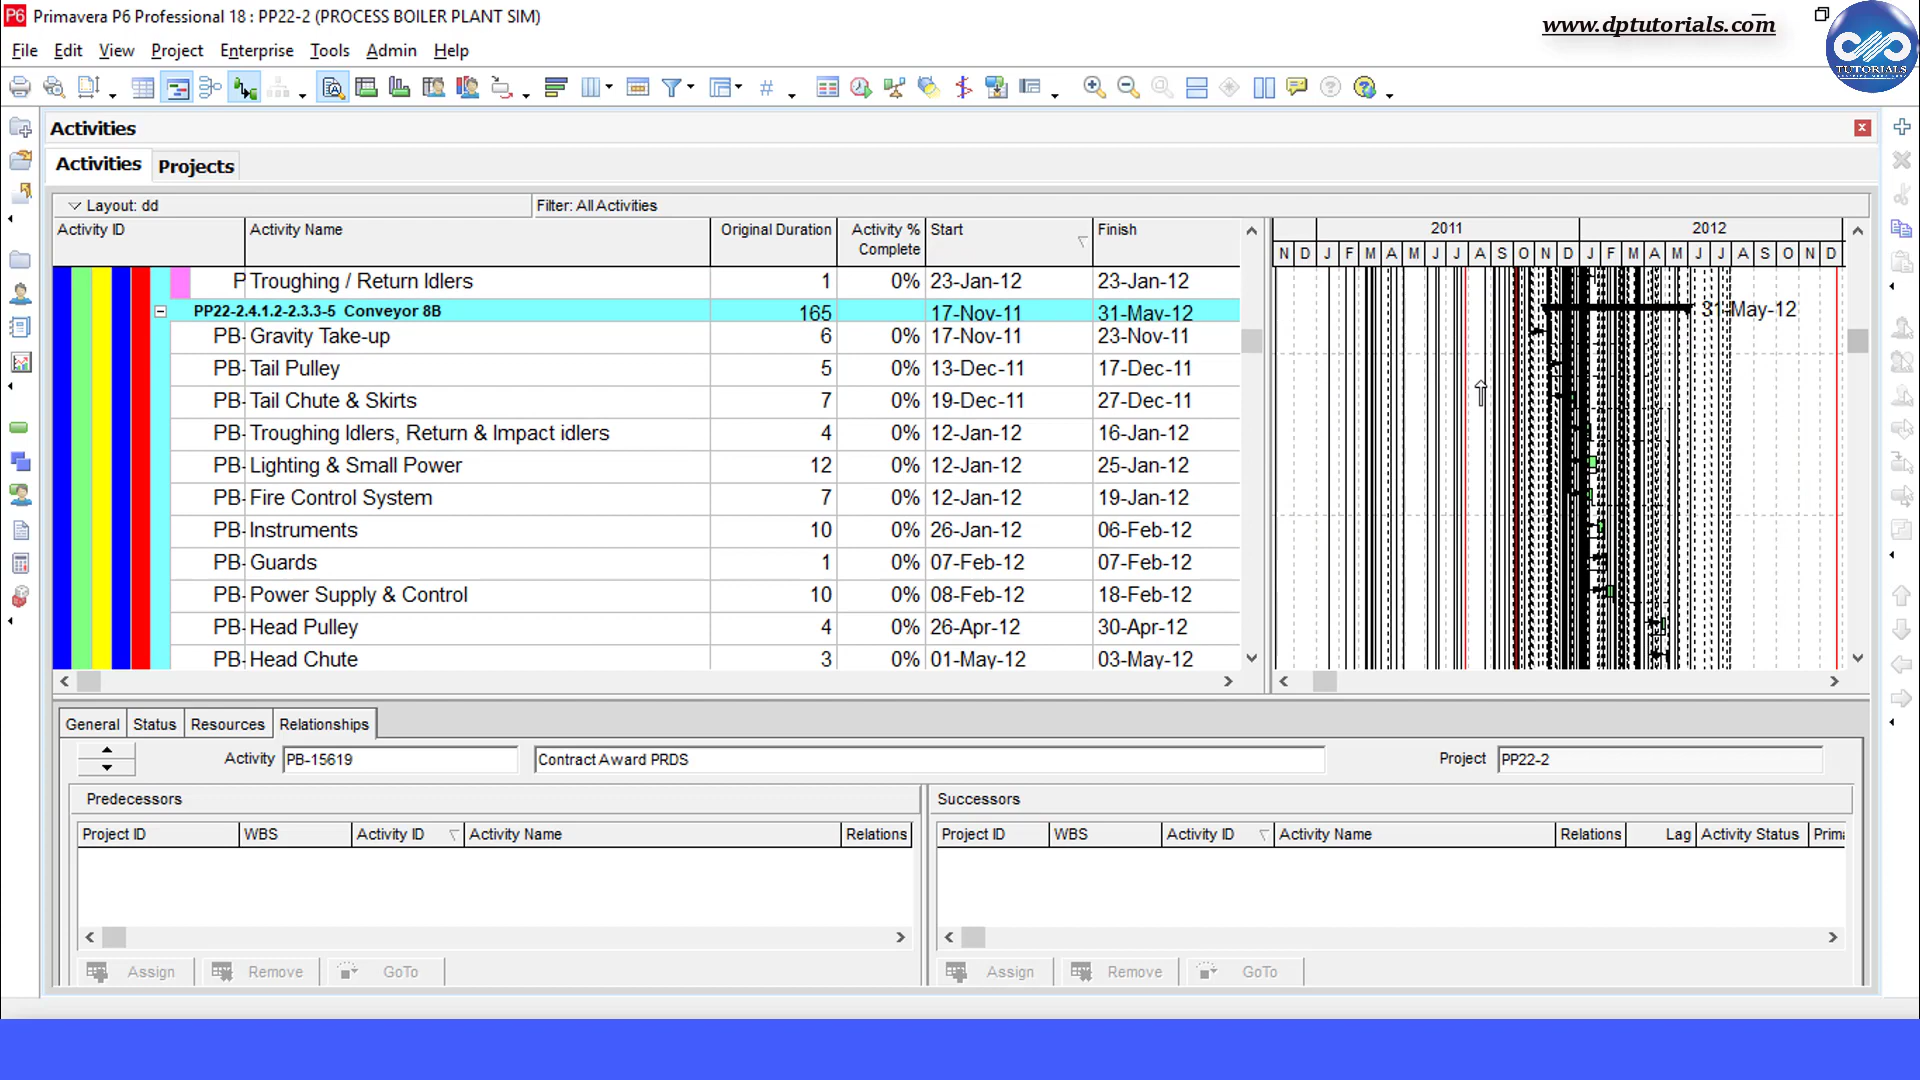 P6 Primavera P6 Professional 18 : PP22-2 (PROCESS BOILER PLANT SIM)
www.dptutorials.com
TUTORIALS
File Edit View Project Enterprise Tools Admin Help
Activities
Activities Projects
Layout: dd Filter: All Activities
Activity ID Activity Name Original Duration Activity % Complete Start Finish
2011 2012
N D J F M A M J J A S O N D J F M A M J J A S O N D
P Troughing / Return Idlers 1 0% 23-Jan-12 23-Jan-12
PP22-2.4.1.2-2.3.3-5 Conveyor 8B 165 17-Nov-11 31-May-12 31-May-12
PB- Gravity Take-up 6 0% 17-Nov-11 23-Nov-11
PB- Tail Pulley 5 0% 13-Dec-11 17-Dec-11
PB- Tail Chute & Skirts 7 0% 19-Dec-11 27-Dec-11
PB- Troughing Idlers, Return & Impact idlers 4 0% 12-Jan-12 16-Jan-12
PB- Lighting & Small Power 12 0% 12-Jan-12 25-Jan-12
PB- Fire Control System 7 0% 12-Jan-12 19-Jan-12
PB- Instruments 10 0% 26-Jan-12 06-Feb-12
PB- Guards 1 0% 07-Feb-12 07-Feb-12
PB- Power Supply & Control 10 0% 08-Feb-12 18-Feb-12
PB- Head Pulley 4 0% 26-Apr-12 30-Apr-12
PB- Head Chute 3 0% 01-May-12 03-May-12
General Status Resources Relationships
Activity PB-15619 Contract Award PRDS Project PP22-2
Predecessors Successors
Project ID WBS Activity ID Activity Name Relations Project ID WBS Activity ID Activity Name Relations Lag Activity Status Prima
Assign Remove GoTo Assign Remove GoTo